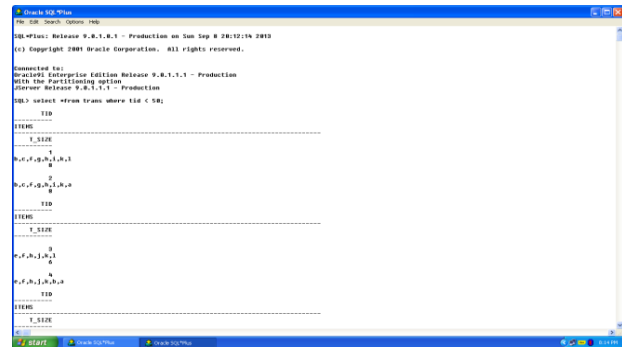 Oracle SQL*Plus
File Edit Search Options Help
SQL*Plus: Release 9.0.1.0.1 - Production on Sun Sep 8 20:12:14 2013
(c) Copyright 2001 Oracle Corporation.  All rights reserved.
Connected to:
Oracle9i Enterprise Edition Release 9.0.1.1.1 - Production
With the Partitioning option
JServer Release 9.0.1.1.1 - Production
SQL> select *from trans where tid < 50;
TID
----------
ITEMS
--------------------------------------------------------------------------------
T_SIZE
----------
1
b,c,f,g,h,i,k,l
8
2
b,c,f,g,h,i,k,a
8
TID
----------
ITEMS
--------------------------------------------------------------------------------
T_SIZE
----------
3
e,f,h,j,k,l
6
4
e,f,h,j,k,b,a
TID
----------
ITEMS
--------------------------------------------------------------------------------
T_SIZE
----------
start
Oracle SQL*Plus
Oracle SQL*Plus
8:14 PM